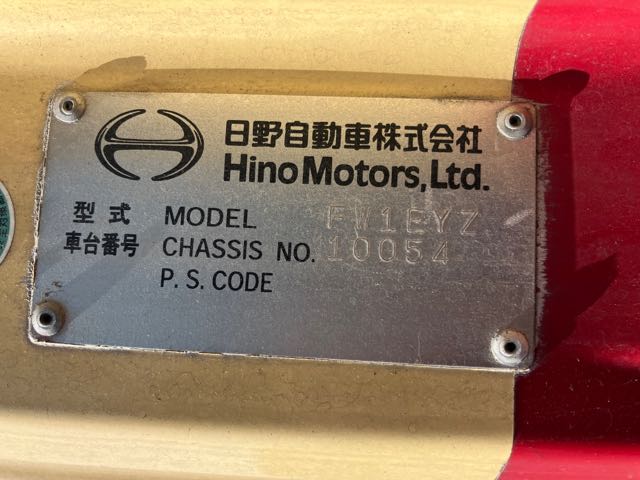 日野自動車株式会社
Hino Motors, Ltd.
型式 MODEL FW1EYZ
車台番号 CHASSIS NO. 10054
P. S. CODE